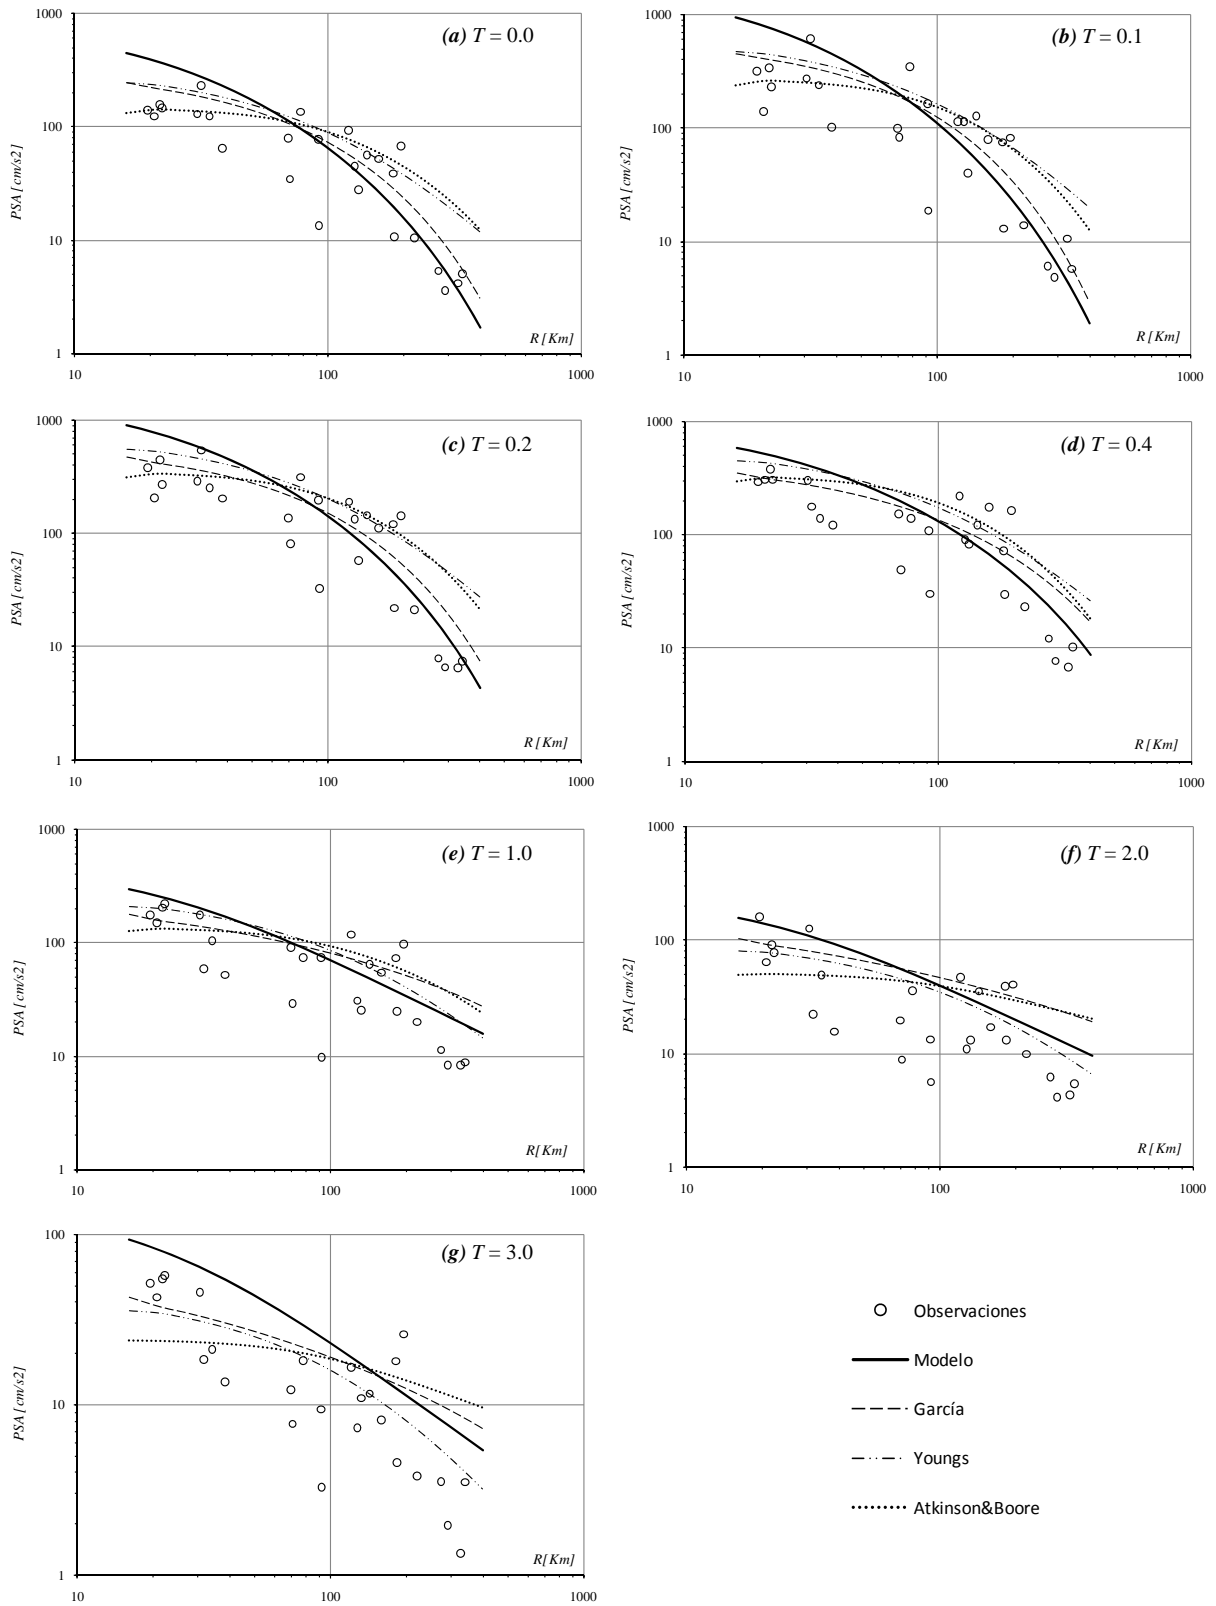 1000
(a) T = 0.0
100
PSA [cm/s2]
10
R [Km]
1
10
100
1000
1000
(b) T = 0.1
100
PSA [cm/s2]
10
R [Km]
1
10
100
1000
1000
(c) T = 0.2
100
PSA [cm/s2]
10
R [Km]
1
10
100
1000
1000
(d) T = 0.4
100
PSA [cm/s2]
10
R [Km]
1
10
100
1000
1000
(e) T = 1.0
100
PSA [cm/s2]
10
R [Km]
1
10
100
1000
1000
(f) T = 2.0
100
PSA [cm/s2]
10
R [Km]
1
10
100
1000
100
(g) T = 3.0
PSA [cm/s2]
10
R[Km]
1
10
100
1000
Observaciones
Modelo
García
Youngs
Atkinson&Boore